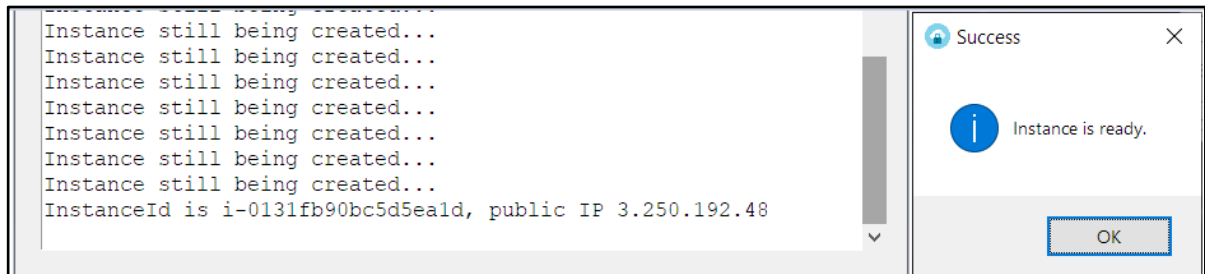 Instance still being created...
Instance still being created...
Instance still being created...
Instance still being created...
Instance still being created...
Instance still being created...
Instance still being created...
InstanceId is i-0131fb90bc5d5ea1d, public IP 3.250.192.48
Success
Instance is ready.
OK